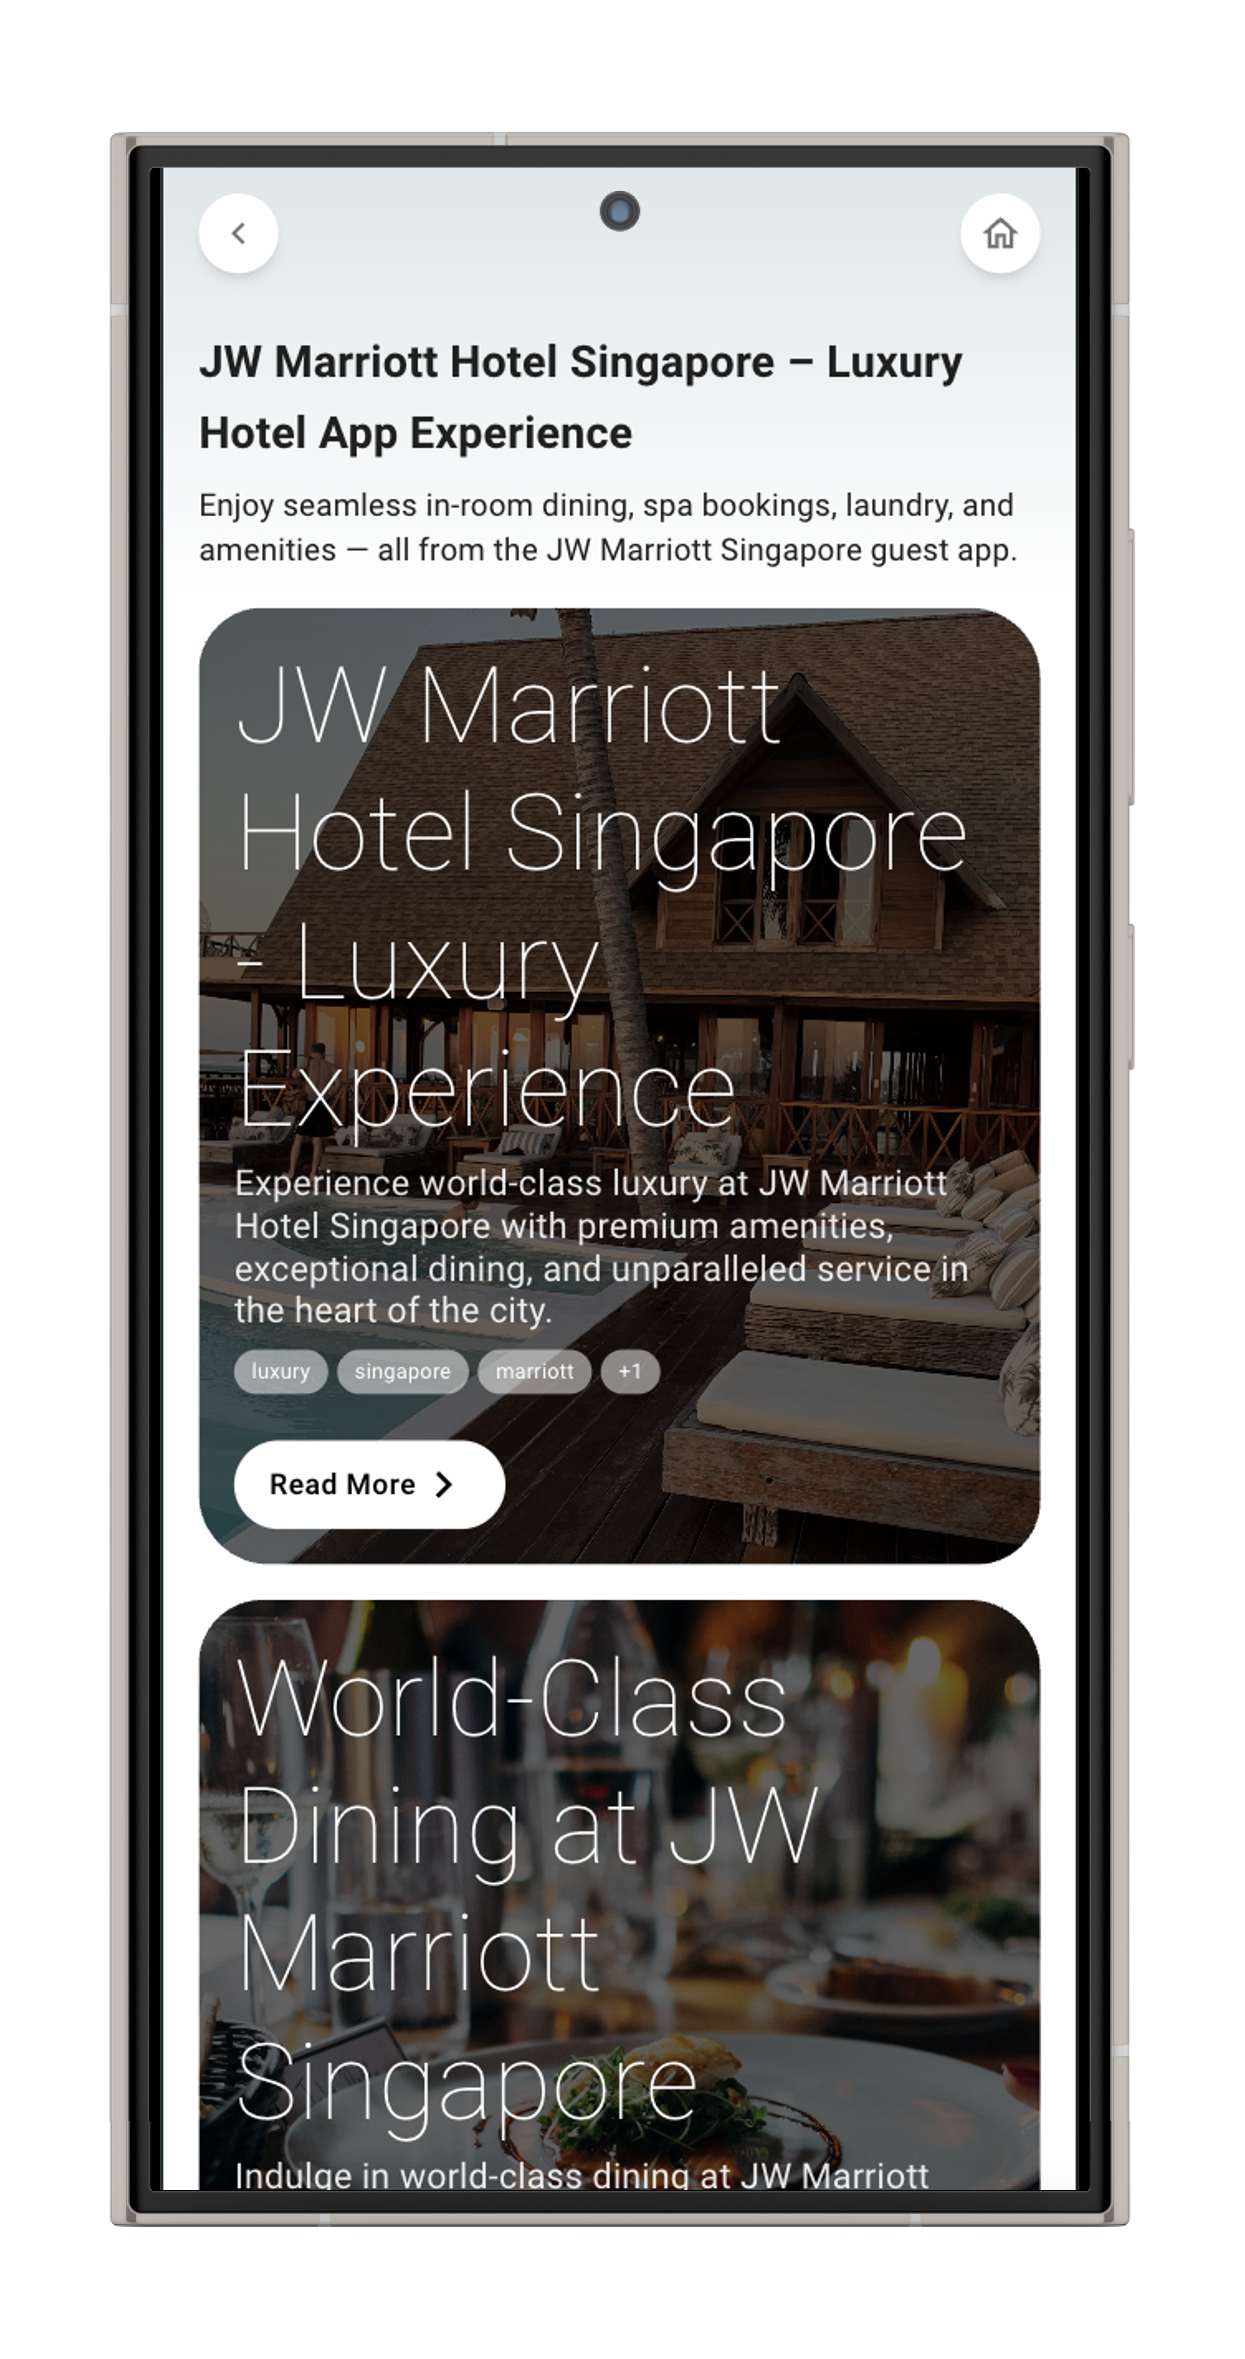 JW Marriott Hotel Singapore – Luxury
Hotel App Experience
Enjoy seamless in-room dining, spa bookings, laundry, and
amenities — all from the JW Marriott Singapore guest app.
JW Marriott
Hotel Singapore
- Luxury
Experience
Experience world-class luxury at JW Marriott
Hotel Singapore with premium amenities,
exceptional dining, and unparalleled service in
the heart of the city.
luxury singapore marriott +1
Read More
World-Class
Dining at JW
Marriott
Singapore
Indulge in world-class dining at JW Marriott